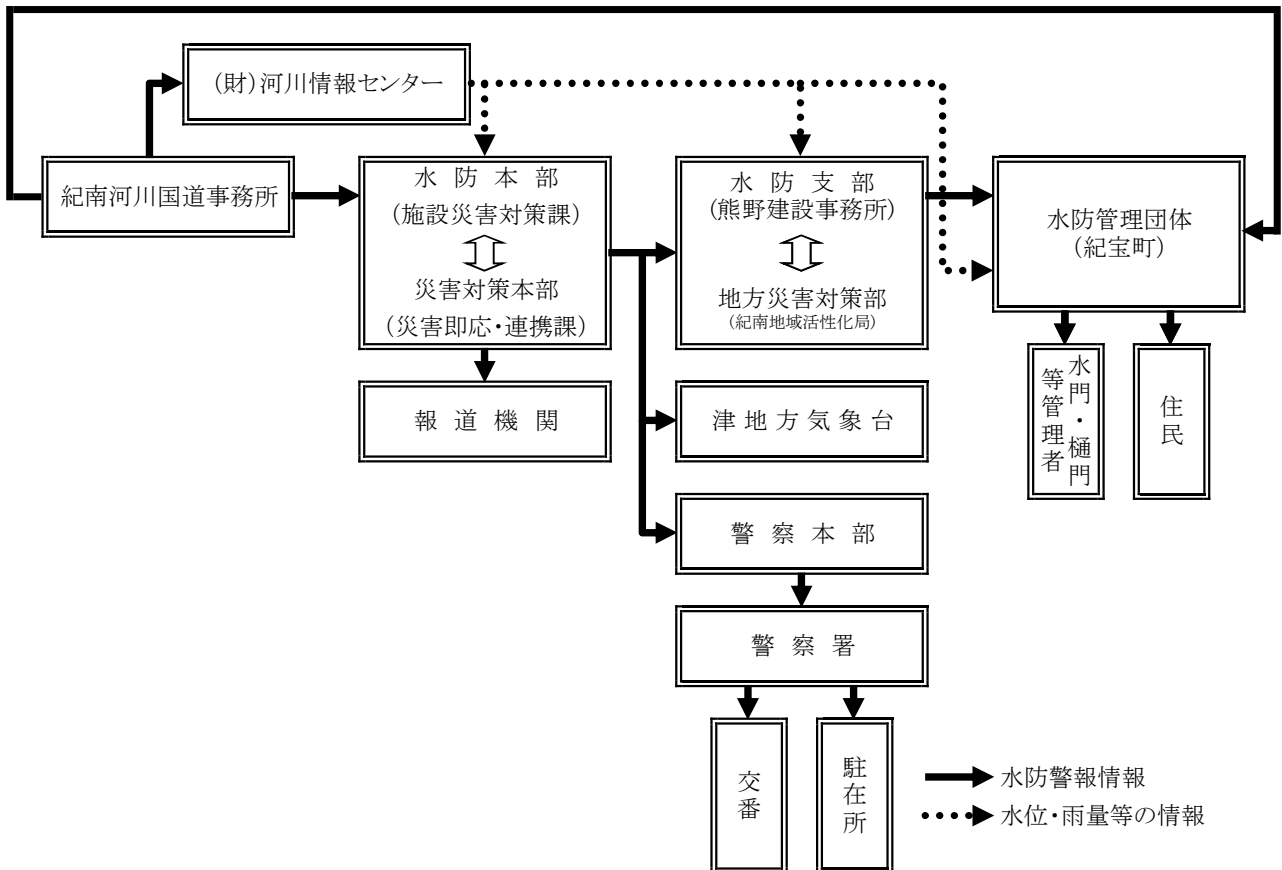 (財)河川情報センター
紀南河川国道事務所
水防本部
(施設災害対策課)
災害対策本部
(災害即応・連携課)
水防支部
(熊野建設事務所)
地方災害対策部
(紀南地域活性化局)
水防管理団体
(紀宝町)
報道機関
津地方気象台
水門・樋門
等管理者
住民
警察本部
警察署
交番
駐在所
水防警報情報
水位・雨量等の情報